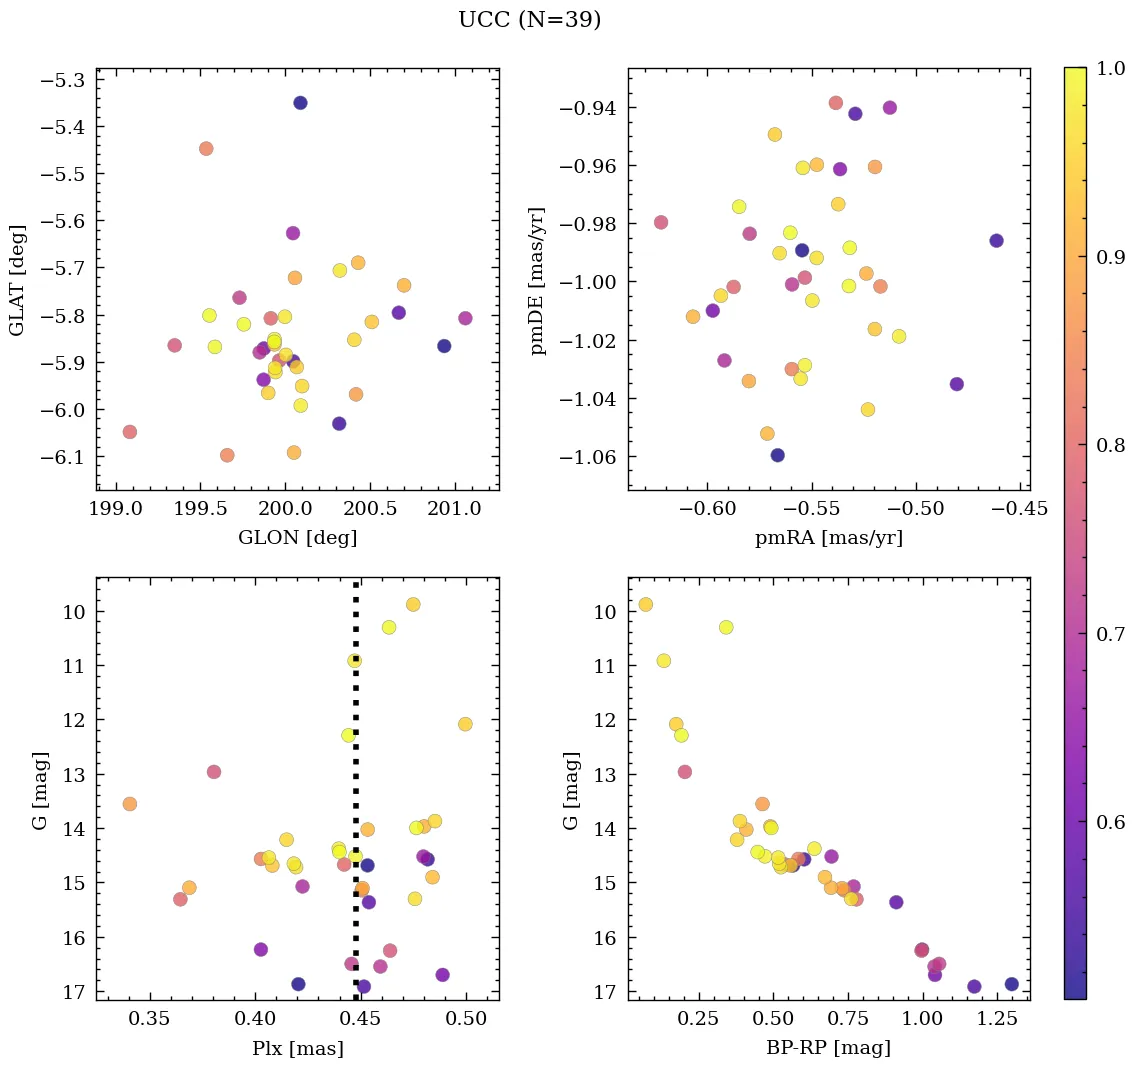 UCC (N=39)
−5.3
−5.4
−5.5
−5.6
−5.7
−5.8
−5.9
−6.0
−6.1
GLAT [deg]
199.0 199.5 200.0 200.5 201.0
GLON [deg]
−0.94
−0.96
−0.98
−1.00
−1.02
−1.04
−1.06
pmDE [mas/yr]
−0.60 −0.55 −0.50 −0.45
pmRA [mas/yr]
10
11
12
13
14
15
16
17
G [mag]
0.35 0.40 0.45 0.50
Plx [mas]
10
11
12
13
14
15
16
17
G [mag]
0.25 0.50 0.75 1.00 1.25
BP-RP [mag]
1.0
0.9
0.8
0.7
0.6